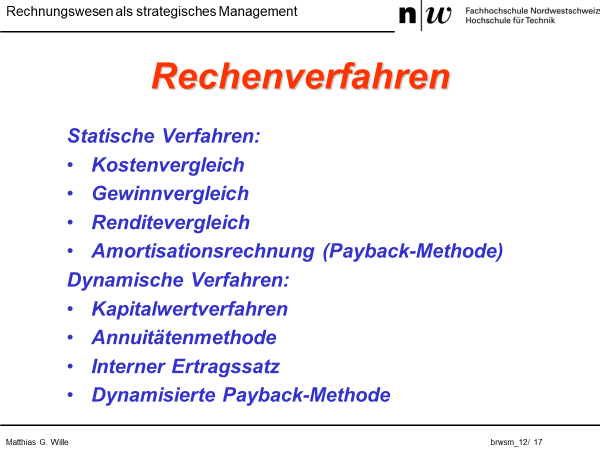 Rechnungswesen als strategisches Management
n|w Fachhochschule Nordwestschweiz
Hochschule für Technik
Rechenverfahren
Statische Verfahren:
• Kostenvergleich
• Gewinnvergleich
• Renditevergleich
• Amortisationsrechnung (Payback-Methode)
Dynamische Verfahren:
• Kapitalwertverfahren
• Annuitätenmethode
• Interner Ertragssatz
• Dynamisierte Payback-Methode
Matthias G. Wille
brwsm_12/ 17